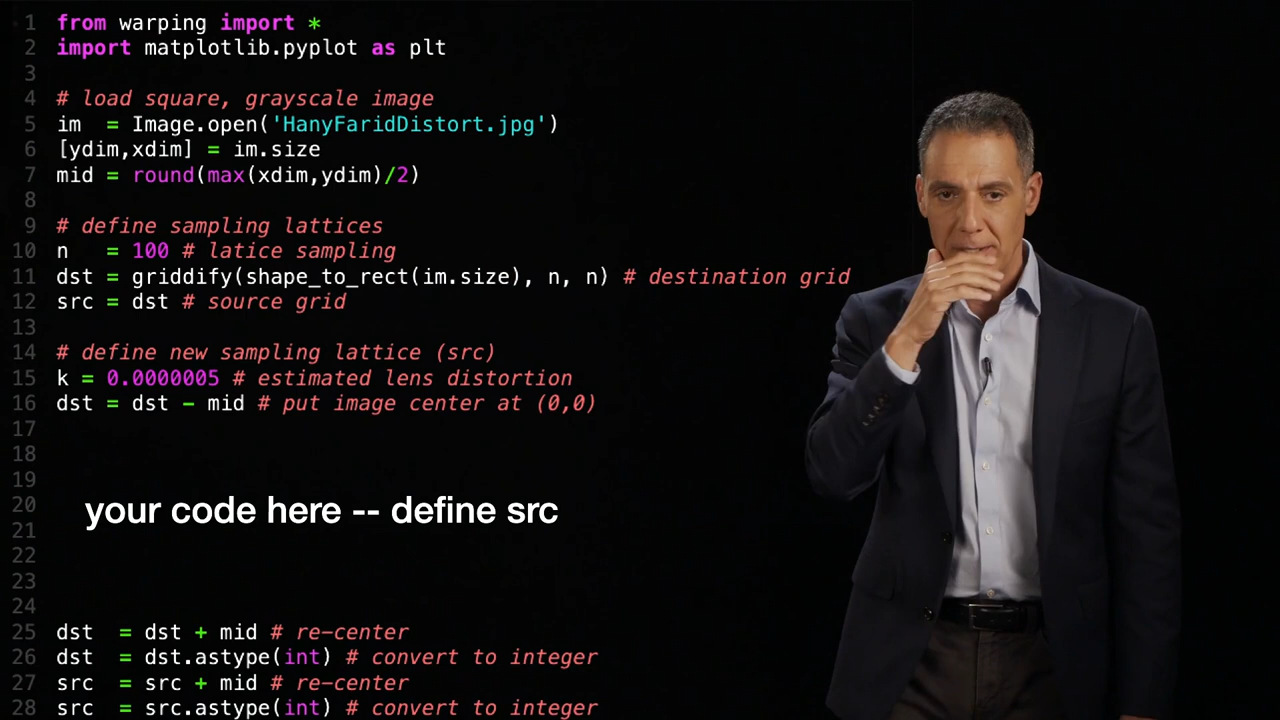 1 from warping import *
2 import matplotlib.pyplot as plt
3
4 # load square, grayscale image
5 im  = Image.open('HanyFaridDistort.jpg')
6 [ydim,xdim] = im.size
7 mid = round(max(xdim,ydim)/2)
8
9 # define sampling lattices
10 n   = 100 # latice sampling
11 dst = griddify(shape_to_rect(im.size), n, n) # destination grid
12 src = dst # source grid
13
14 # define new sampling lattice (src)
15 k = 0.0000005 # estimated lens distortion
16 dst = dst - mid # put image center at (0,0)
17
18
19
20
your code here -- define src
21
22
23
24
25 dst  = dst + mid # re-center
26 dst  = dst.astype(int) # convert to integer
27 src  = src + mid # re-center
28 src  = src.astype(int) # convert to integer